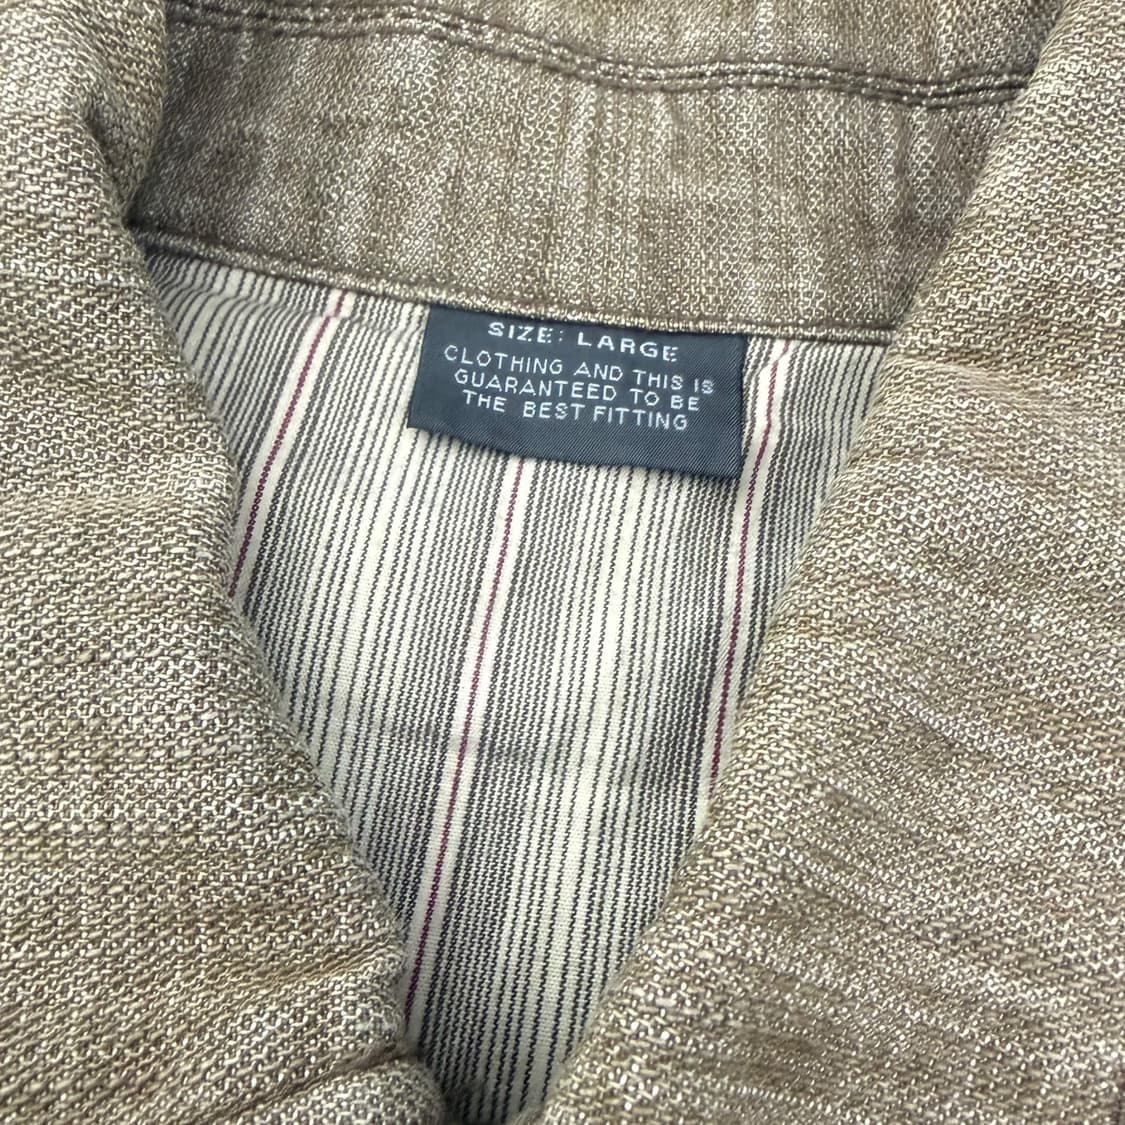 SIZE: LARGE
CLOTHING AND THIS IS
GUARANTEED TO BE
THE BEST FITTING